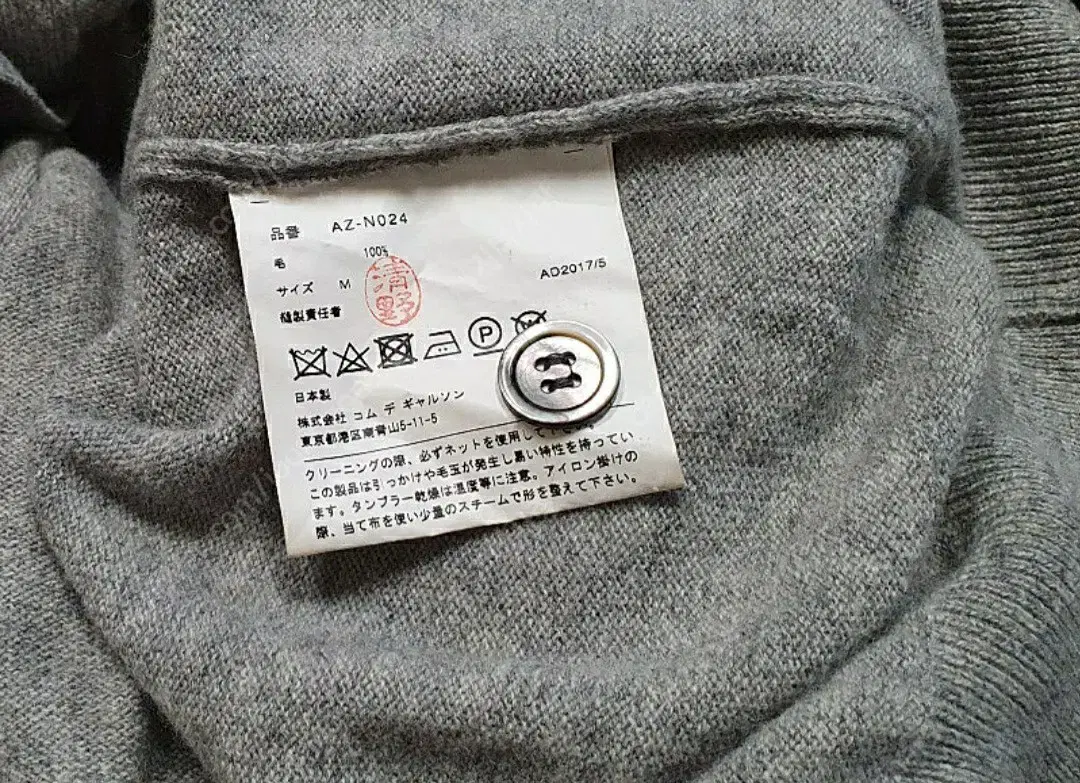 品番 AZ-N024
毛 100%
サイズ M
AD2017/5
縫製責任者
清野
P
日本製
株式会社 コム デ ギャルソン
東京都港区南青山5-11-5
クリーニングの際、必ずネットを使用して
この製品は引っかけや毛玉が発生し易い特性を持ってい
ます。タンブラー乾燥は温度等に注意。アイロン掛けの
際、当て布を使い少量のスチームで形を整えて下さい。